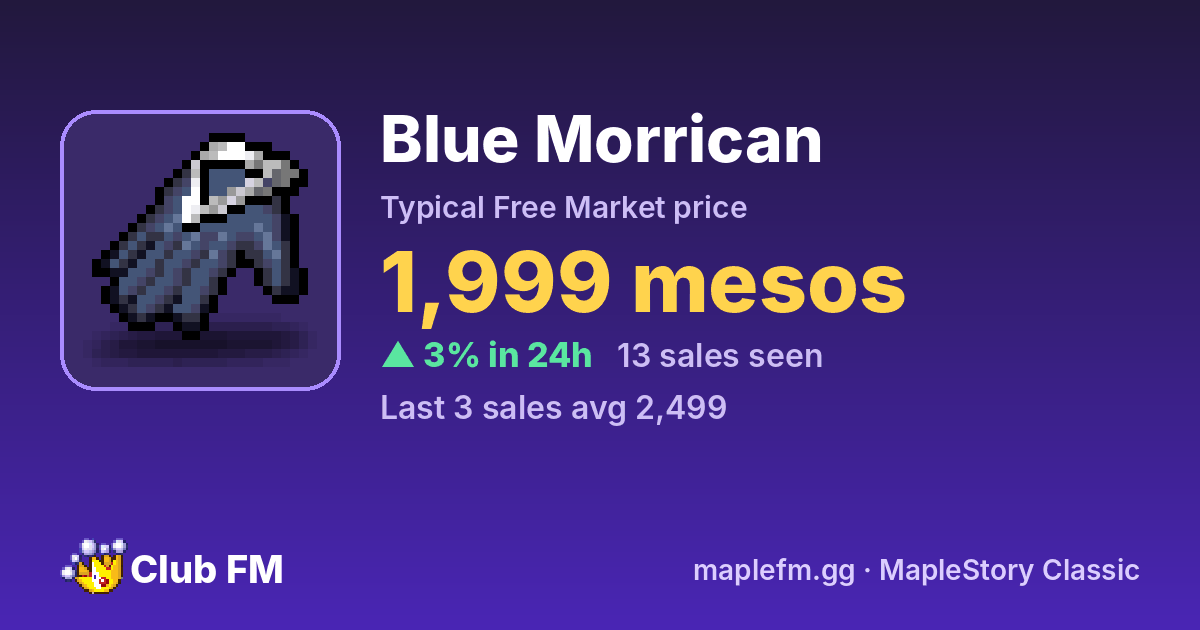 Blue Morrican
Typical Free Market price
1,999 mesos
▲ 3% in 24h 13 sales seen
Last 3 sales avg 2,499
Club FM
maplefm.gg · MapleStory Classic